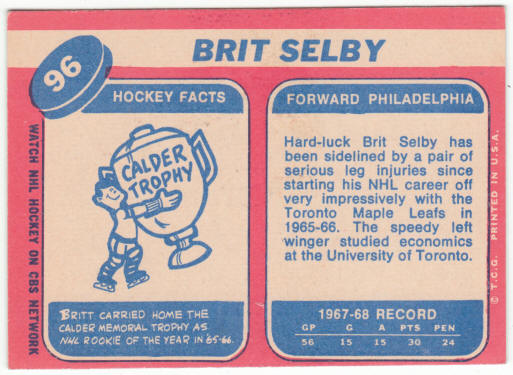 BRIT SELBY
96
HOCKEY FACTS
CALDER
TROPHY
BRITT CARRIED HOME THE
CALDER MEMORIAL TROPHY AS
NHL ROOKIE OF THE YEAR IN '65-66.
WATCH NHL HOCKEY ON CBS NETWORK
FORWARD PHILADELPHIA
Hard-luck Brit Selby has
been sidelined by a pair of
serious leg injuries since
starting his NHL career off
very impressively with the
Toronto Maple Leafs in
1965-66. The speedy left
winger studied economics
at the University of Toronto.
1967-68 RECORD
GP G A PTS PEN
56 15 15 30 24
© T.C.G. PRINTED IN U.S.A.